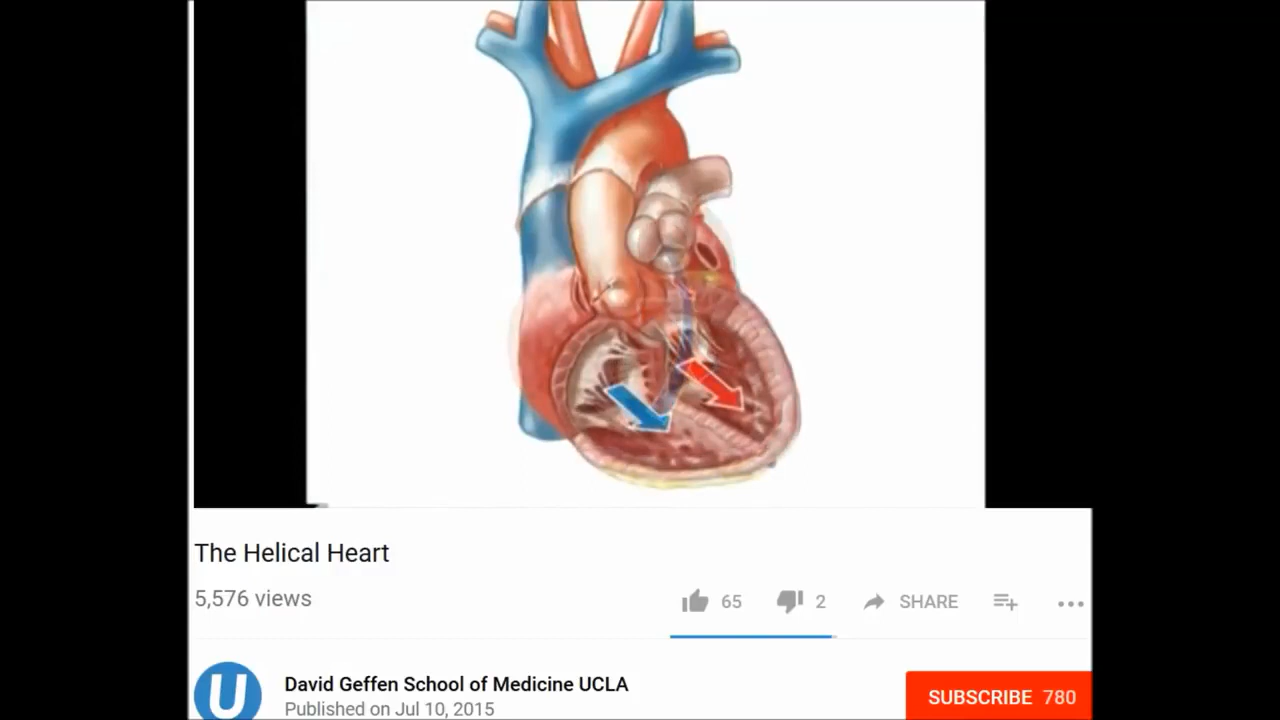 The Helical Heart
5,576 views
65 2 SHARE
U
David Geffen School of Medicine UCLA
Published on Jul 10, 2015
SUBSCRIBE 780